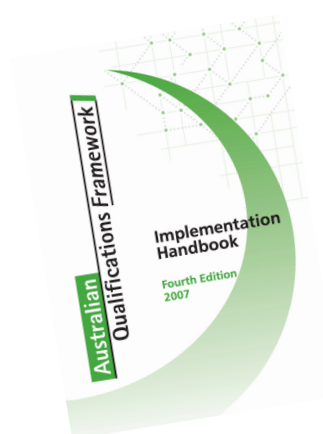 Australian
Qualifications Framework
Implementation
Handbook
Fourth Edition
2007